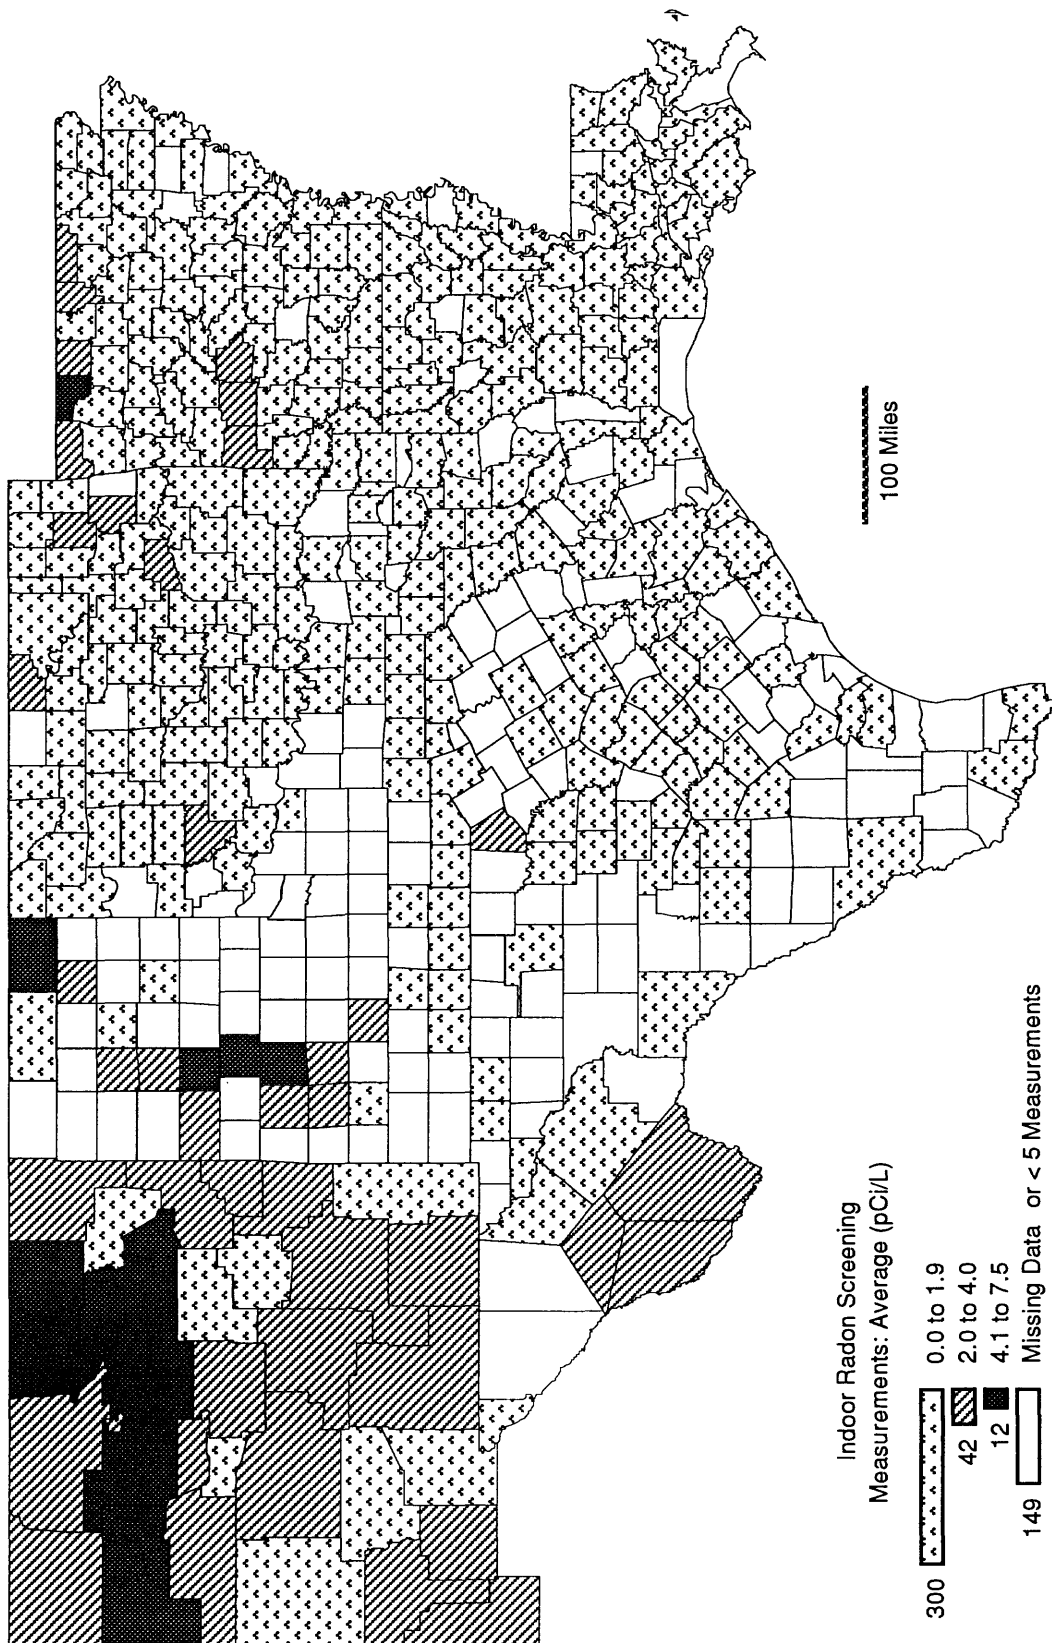 100 Miles
Indoor Radon Screening
Measurements: Average (pCi/L)
300 0.0 to 1.9
42 2.0 to 4.0
12 4.1 to 7.5
149 Missing Data or < 5 Measurements